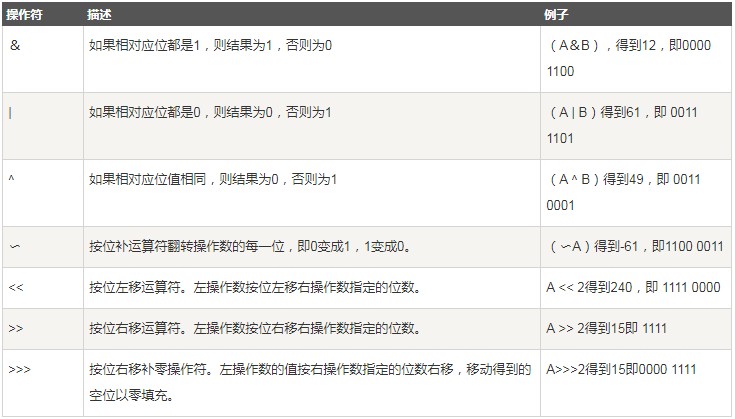 操作符 描述 例子
& 如果相对应位都是1，则结果为1，否则为0 （A&B），得到12，即0000
1100
| 如果相对应位都是0，则结果为0，否则为1 （A | B）得到61，即 0011
1101
^ 如果相对应位值相同，则结果为0，否则为1 （A ^ B）得到49，即 0011
0001
〜 按位补运算符翻转操作数的每一位，即0变成1，1变成0。 （〜A）得到-61，即1100 0011
<< 按位左移运算符。左操作数按位左移右操作数指定的位数。 A << 2得到240，即 1111 0000
>> 按位右移运算符。左操作数按位右移右操作数指定的位数。 A >> 2得到15即 1111
>>> 按位右移补零操作符。左操作数的值按右操作数指定的位数右移，移动得到的 A>>>2得到15即0000 1111
空位以零填充。